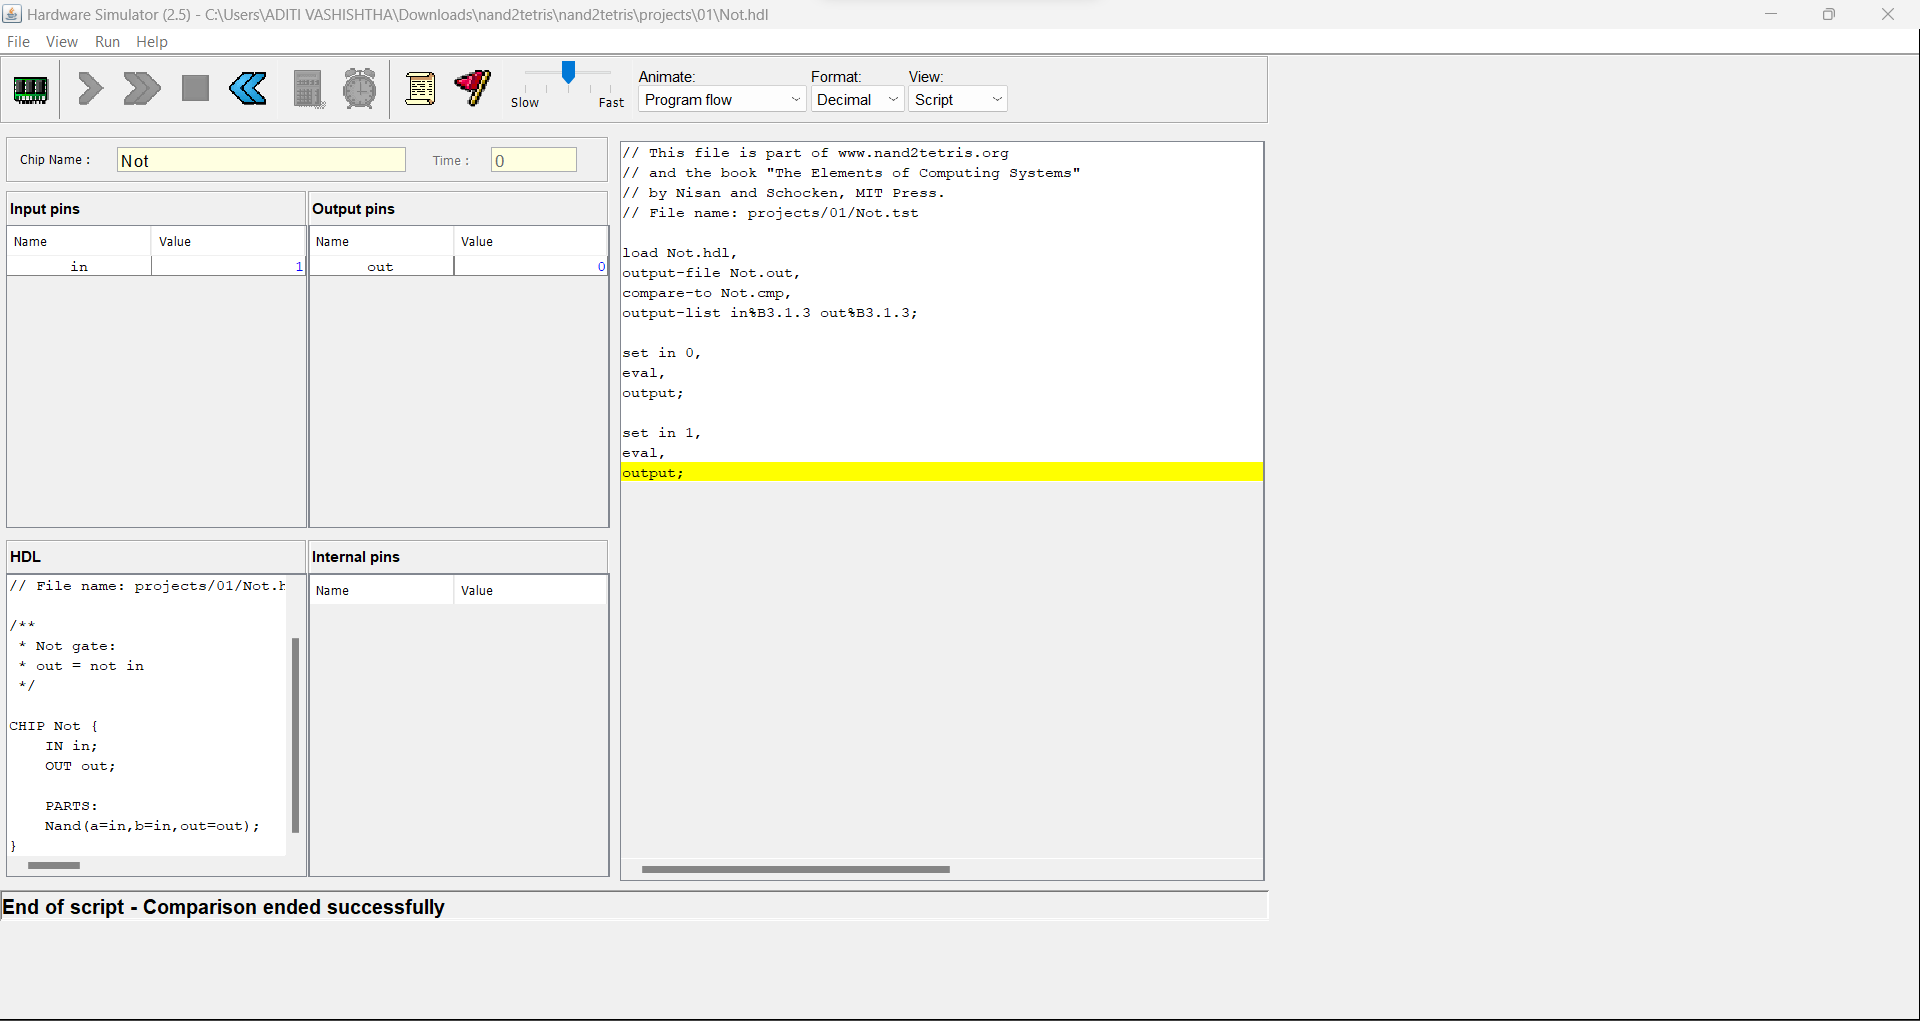 Hardware Simulator (2.5) - C:\Users\ADITI VASHISHTHA\Downloads\nand2tetris\nand2tetris\projects\01\Not.hdl
File View Run Help
Slow Fast
Animate: Format: View:
Program flow Decimal Script
Chip Name : Not Time : 0
Input pins
Name Value
in 1
Output pins
Name Value
out 0
HDL
// File name: projects/01/Not.h
/**
* Not gate:
* out = not in
*/
CHIP Not {
IN in;
OUT out;
PARTS:
Nand(a=in,b=in,out=out);
}
Internal pins
Name Value
// This file is part of www.nand2tetris.org
// and the book "The Elements of Computing Systems"
// by Nisan and Schocken, MIT Press.
// File name: projects/01/Not.tst
load Not.hdl,
output-file Not.out,
compare-to Not.cmp,
output-list in%B3.1.3 out%B3.1.3;
set in 0,
eval,
output;
set in 1,
eval,
output;
End of script - Comparison ended successfully